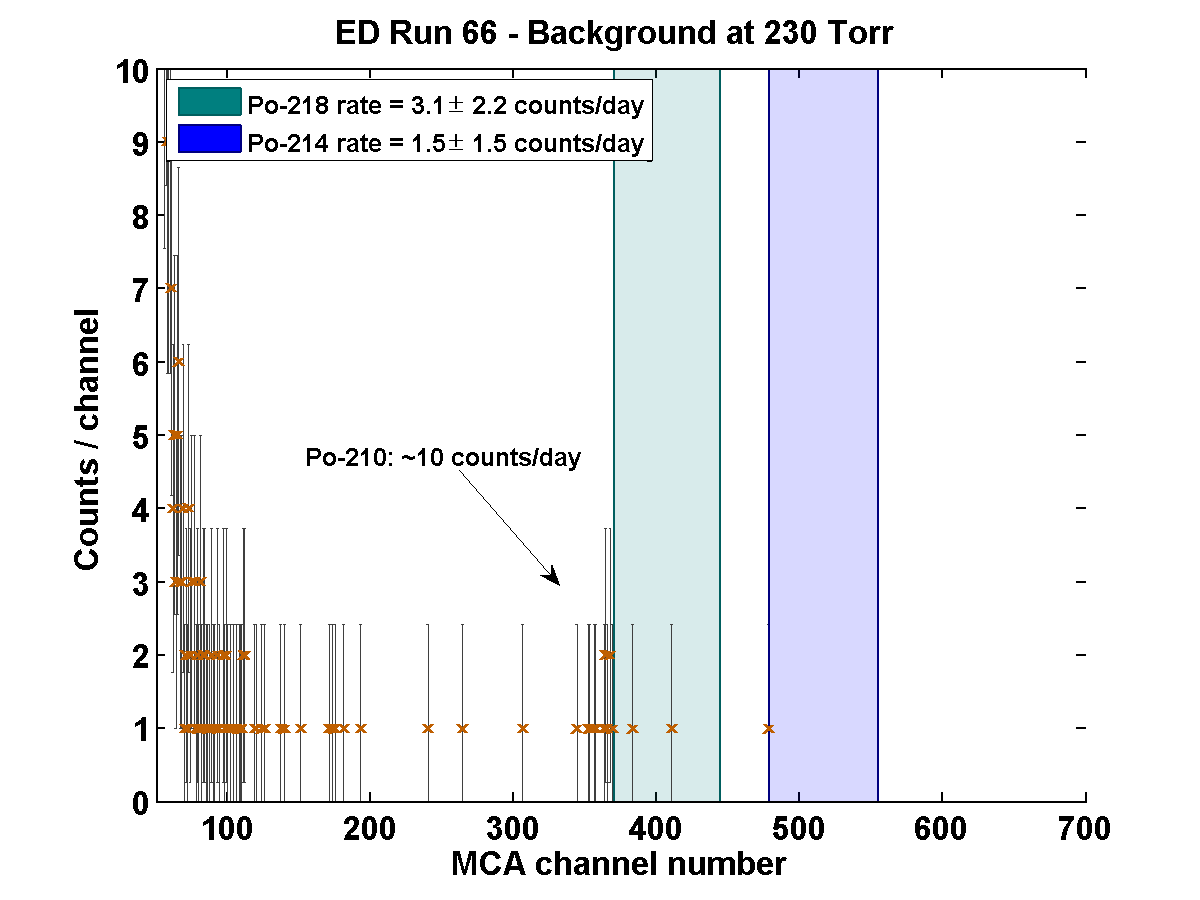 ED Run 66 - Background at 230 Torr
Po-218 rate = 3.1± 2.2 counts/day
Po-214 rate = 1.5± 1.5 counts/day
Po-210: ~10 counts/day
Counts / channel
10
9
8
7
6
5
4
3
2
1
0
100 200 300 400 500 600 700
MCA channel number